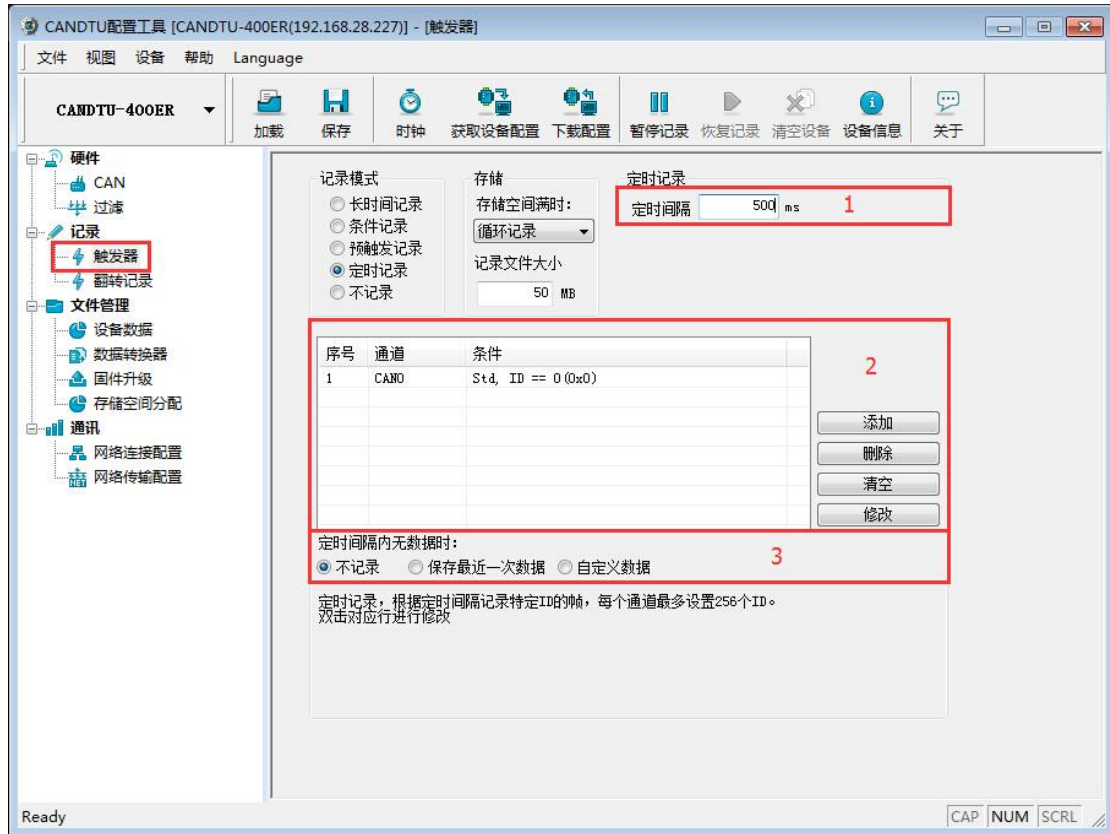 CANDTU配置工具 [CANDTU-400ER(192.168.28.227)] - [触发器]
文件 视图 设备 帮助 Language
CANDTU-400ER 加载 保存 时钟 获取设备配置 下载配置 暂停记录 恢复记录 清空设备 设备信息 关于
硬件
CAN
过滤
记录
触发器
翻转记录
文件管理
设备数据
数据转换器
固件升级
存储空间分配
通讯
网络连接配置
网络传输配置
记录模式
长时间记录
条件记录
预触发记录
定时记录
不记录
存储
存储空间满时:
循环记录
记录文件大小
50 MB
定时记录
定时间隔 500 ms 1
序号 通道 条件
1 CAN0 Std, ID == 0(0x0)
2
添加
删除
清空
修改
定时间隔内无数据时:
不记录 保存最近一次数据 自定义数据
3
定时记录，根据定时间隔记录特定ID的帧，每个通道最多设置256个ID。
双击对应行进行修改
Ready CAP NUM SCRL